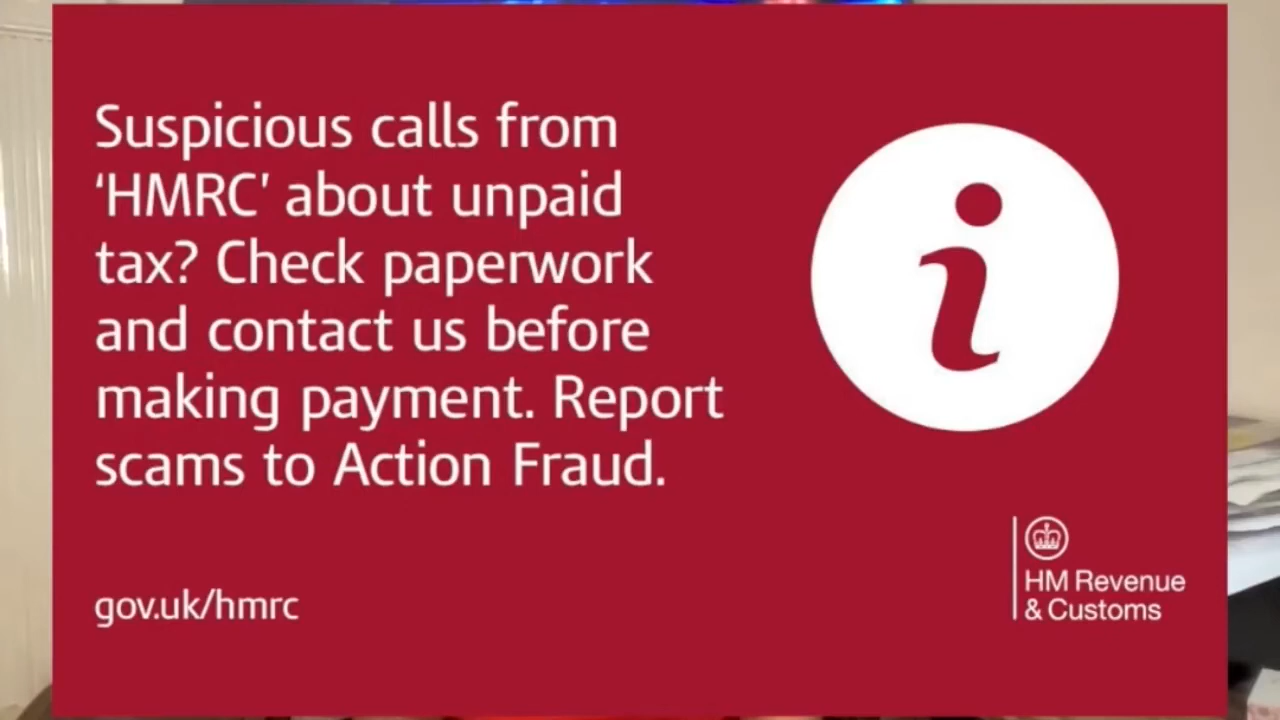 Suspicious calls from
‘HMRC’ about unpaid
tax? Check paperwork
and contact us before
making payment. Report
scams to Action Fraud.
gov.uk/hmrc
HM Revenue
& Customs